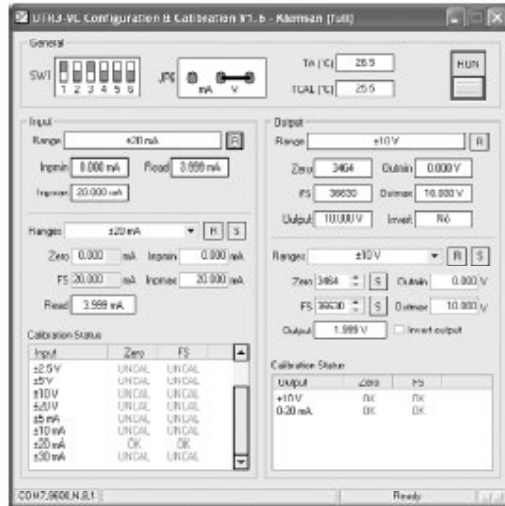 UTR3-VC Configuration & Calibration V1.6 - Klemsan (full)
General
SW1
1 2 3 4 5 6
JP6
mA V
TA (°C) 26.9
TCAL (°C) 25.6
RUN
Input
Range ±20 mA R
Inpmin 0.000 mA Read 3.999 mA
Inpmax 20.000 mA
Ranges ±20 mA R S
Zero 0.000 mA Inpmin 0.000 mA
FS 20.000 mA Inpmax 20.000 mA
Read 3.999 mA
Calibration Status
Input Zero FS
±2.5 V UNCAL UNCAL
±5 V UNCAL UNCAL
±10 V UNCAL UNCAL
±20 V UNCAL UNCAL
±5 mA UNCAL UNCAL
±10 mA UNCAL UNCAL
±20 mA OK OK
±30 mA UNCAL UNCAL
Output
Range ±10 V R
Zero 3464 Outmin 0.000 V
FS 36630 Outmax 10.000 V
Output 10.000 V Invert No
Ranges ±10 V R S
Zero 3464 S Outmin 0.000 V
FS 36630 S Outmax 10.000 V
Output 1.999 V Invert output
Calibration Status
Output Zero FS
±10 V OK OK
0-20 mA OK OK
COM7,9600,N,8,1
Ready